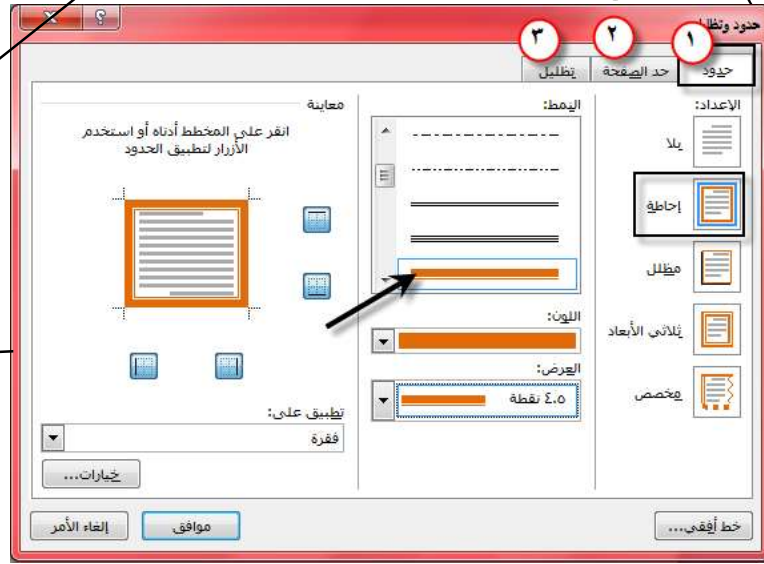 حدود وتظليل
١
٢
٣
حدود
حد الصفحة
تظليل
الإعداد:
بلا
إحاطة
مظلل
ثلاثي الأبعاد
مخصص
النمط:
اللون:
العرض:
٤.٥ نقطة
معاينة
انقر على المخطط أدناه أو استخدم
الأزرار لتطبيق الحدود
تطبيق على:
فقرة
خيارات...
خط أفقي...
موافق
إلغاء الأمر